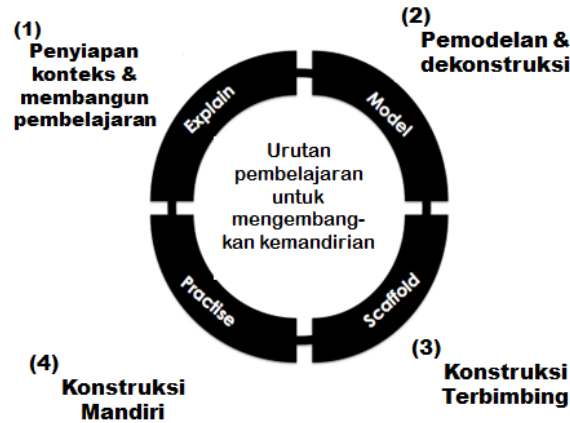 (1)
Penyiapan
konteks &
membangun
pembelajaran
(2)
Pemodelan &
dekonstruksi
Explain
Model
Urutan
pembelajaran
untuk
mengembang-
kan kemandirian
Practise
Scaffold
(4)
Konstruksi
Mandiri
(3)
Konstruksi
Terbimbing